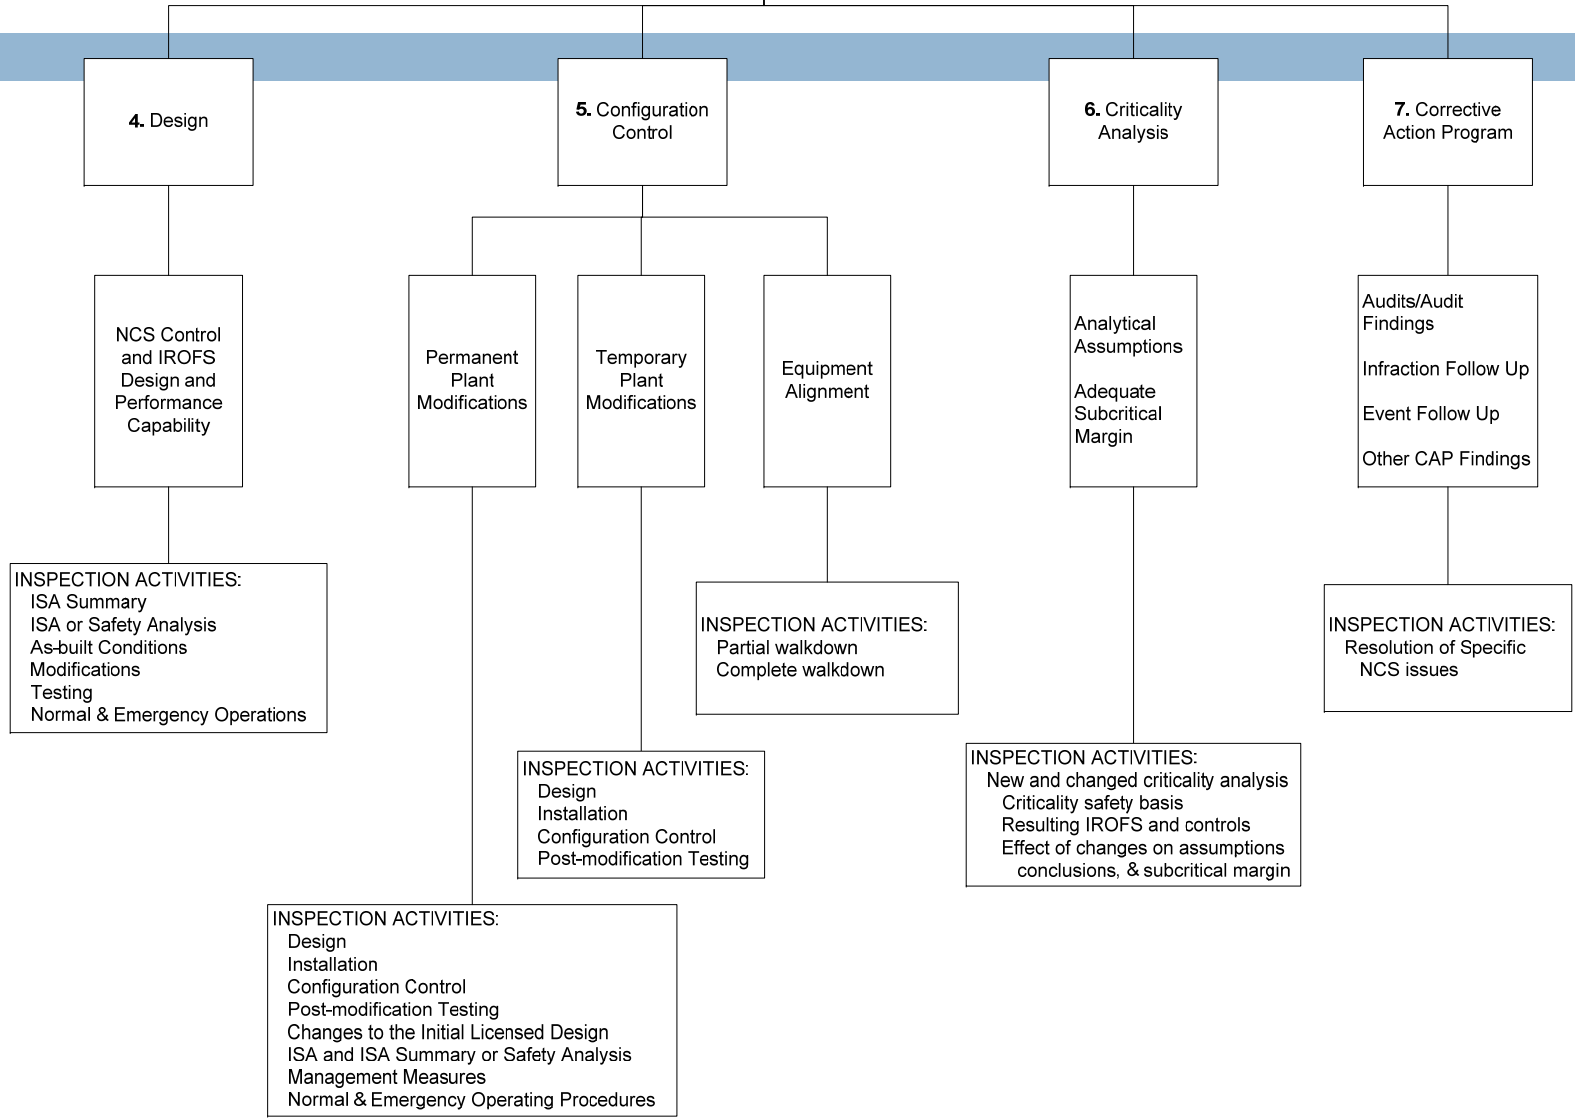 4. Design
5. Configuration
Control
6. Criticality
Analysis
7. Corrective
Action Program
NCS Control
and IROFS
Design and
Performance
Capability
Permanent
Plant
Modifications
Temporary
Plant
Modifications
Equipment
Alignment
Analytical
Assumptions
Adequate
Subcritical
Margin
Audits/Audit
Findings
Infraction Follow Up
Event Follow Up
Other CAP Findings
INSPECTION ACTIVITIES:
ISA Summary
ISA or Safety Analysis
As-built Conditions
Modifications
Testing
Normal & Emergency Operations
INSPECTION ACTIVITIES:
Design
Installation
Configuration Control
Post-modification Testing
Changes to the Initial Licensed Design
ISA and ISA Summary or Safety Analysis
Management Measures
Normal & Emergency Operating Procedures
INSPECTION ACTIVITIES:
Design
Installation
Configuration Control
Post-modification Testing
INSPECTION ACTIVITIES:
Partial walkdown
Complete walkdown
INSPECTION ACTIVITIES:
New and changed criticality analysis
Criticality safety basis
Resulting IROFS and controls
Effect of changes on assumptions
conclusions, & subcritical margin
INSPECTION ACTIVITIES:
Resolution of Specific
NCS issues